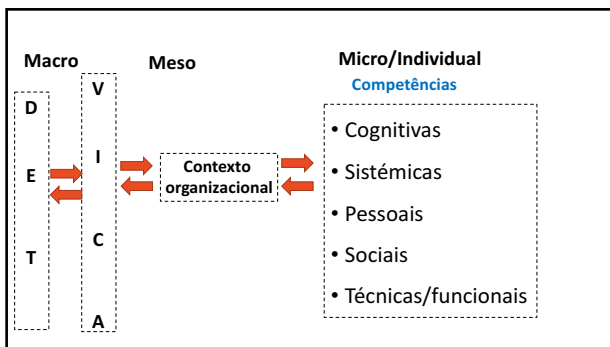 Macro
Meso
Micro/Individual
Competências
D
E
T
V
I
C
A
Contexto
organizacional
• Cognitivas
• Sistémicas
• Pessoais
• Sociais
• Técnicas/funcionais